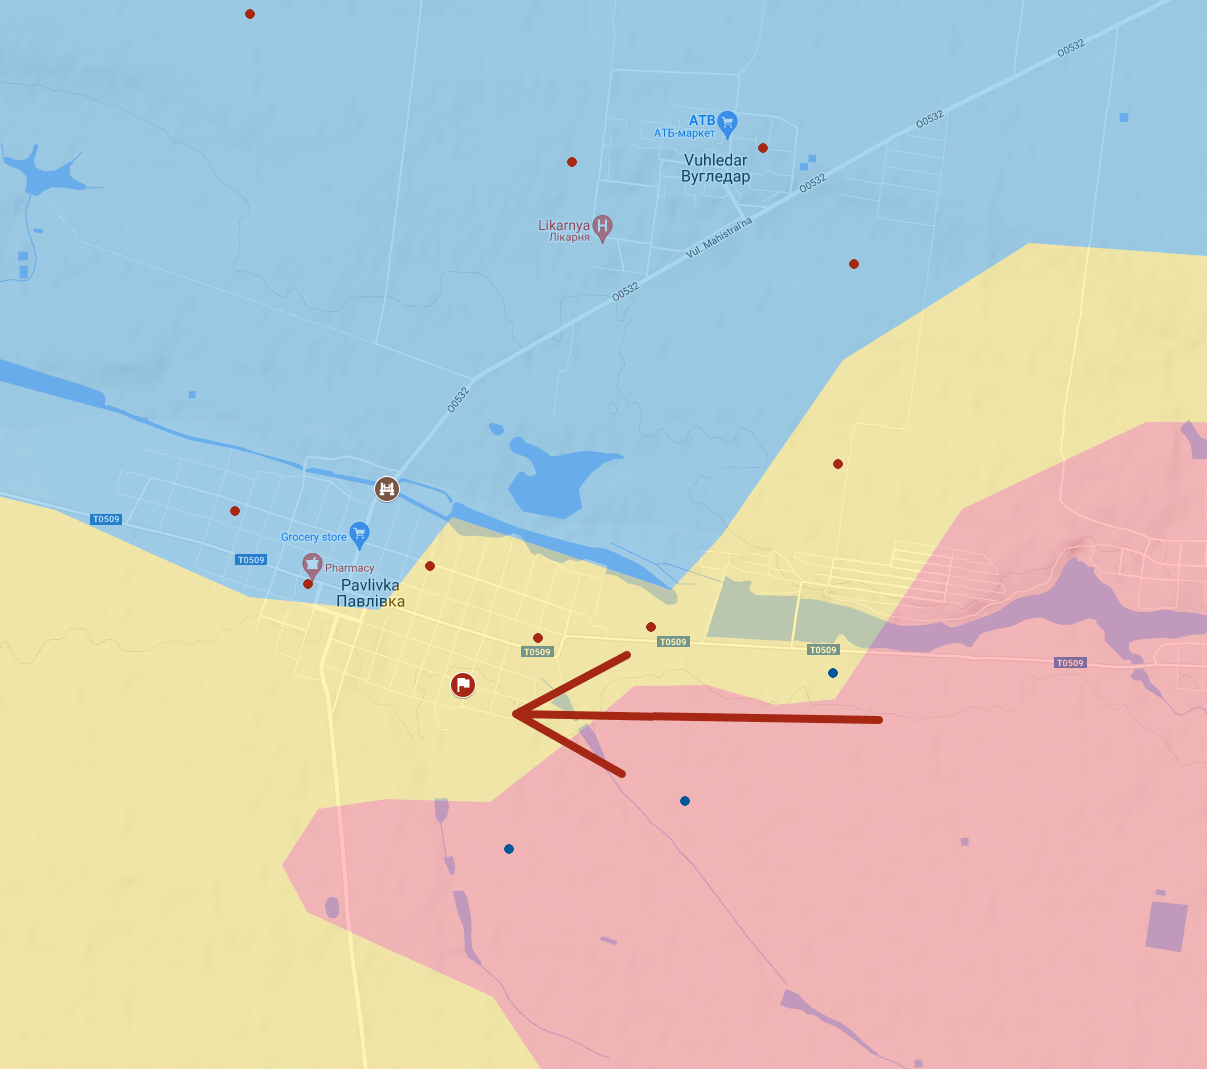 O0532
O0532
ATB
АТБ-маркет
Vuhledar
Вугледар
O0532
Likarnya
Лікарня
Vul. Mahistral'na
O0532
O0532
T0509
Grocery store
T0509
Pharmacy
Pavlivka
Павлівка
T0509
T0509
T0509
T0509